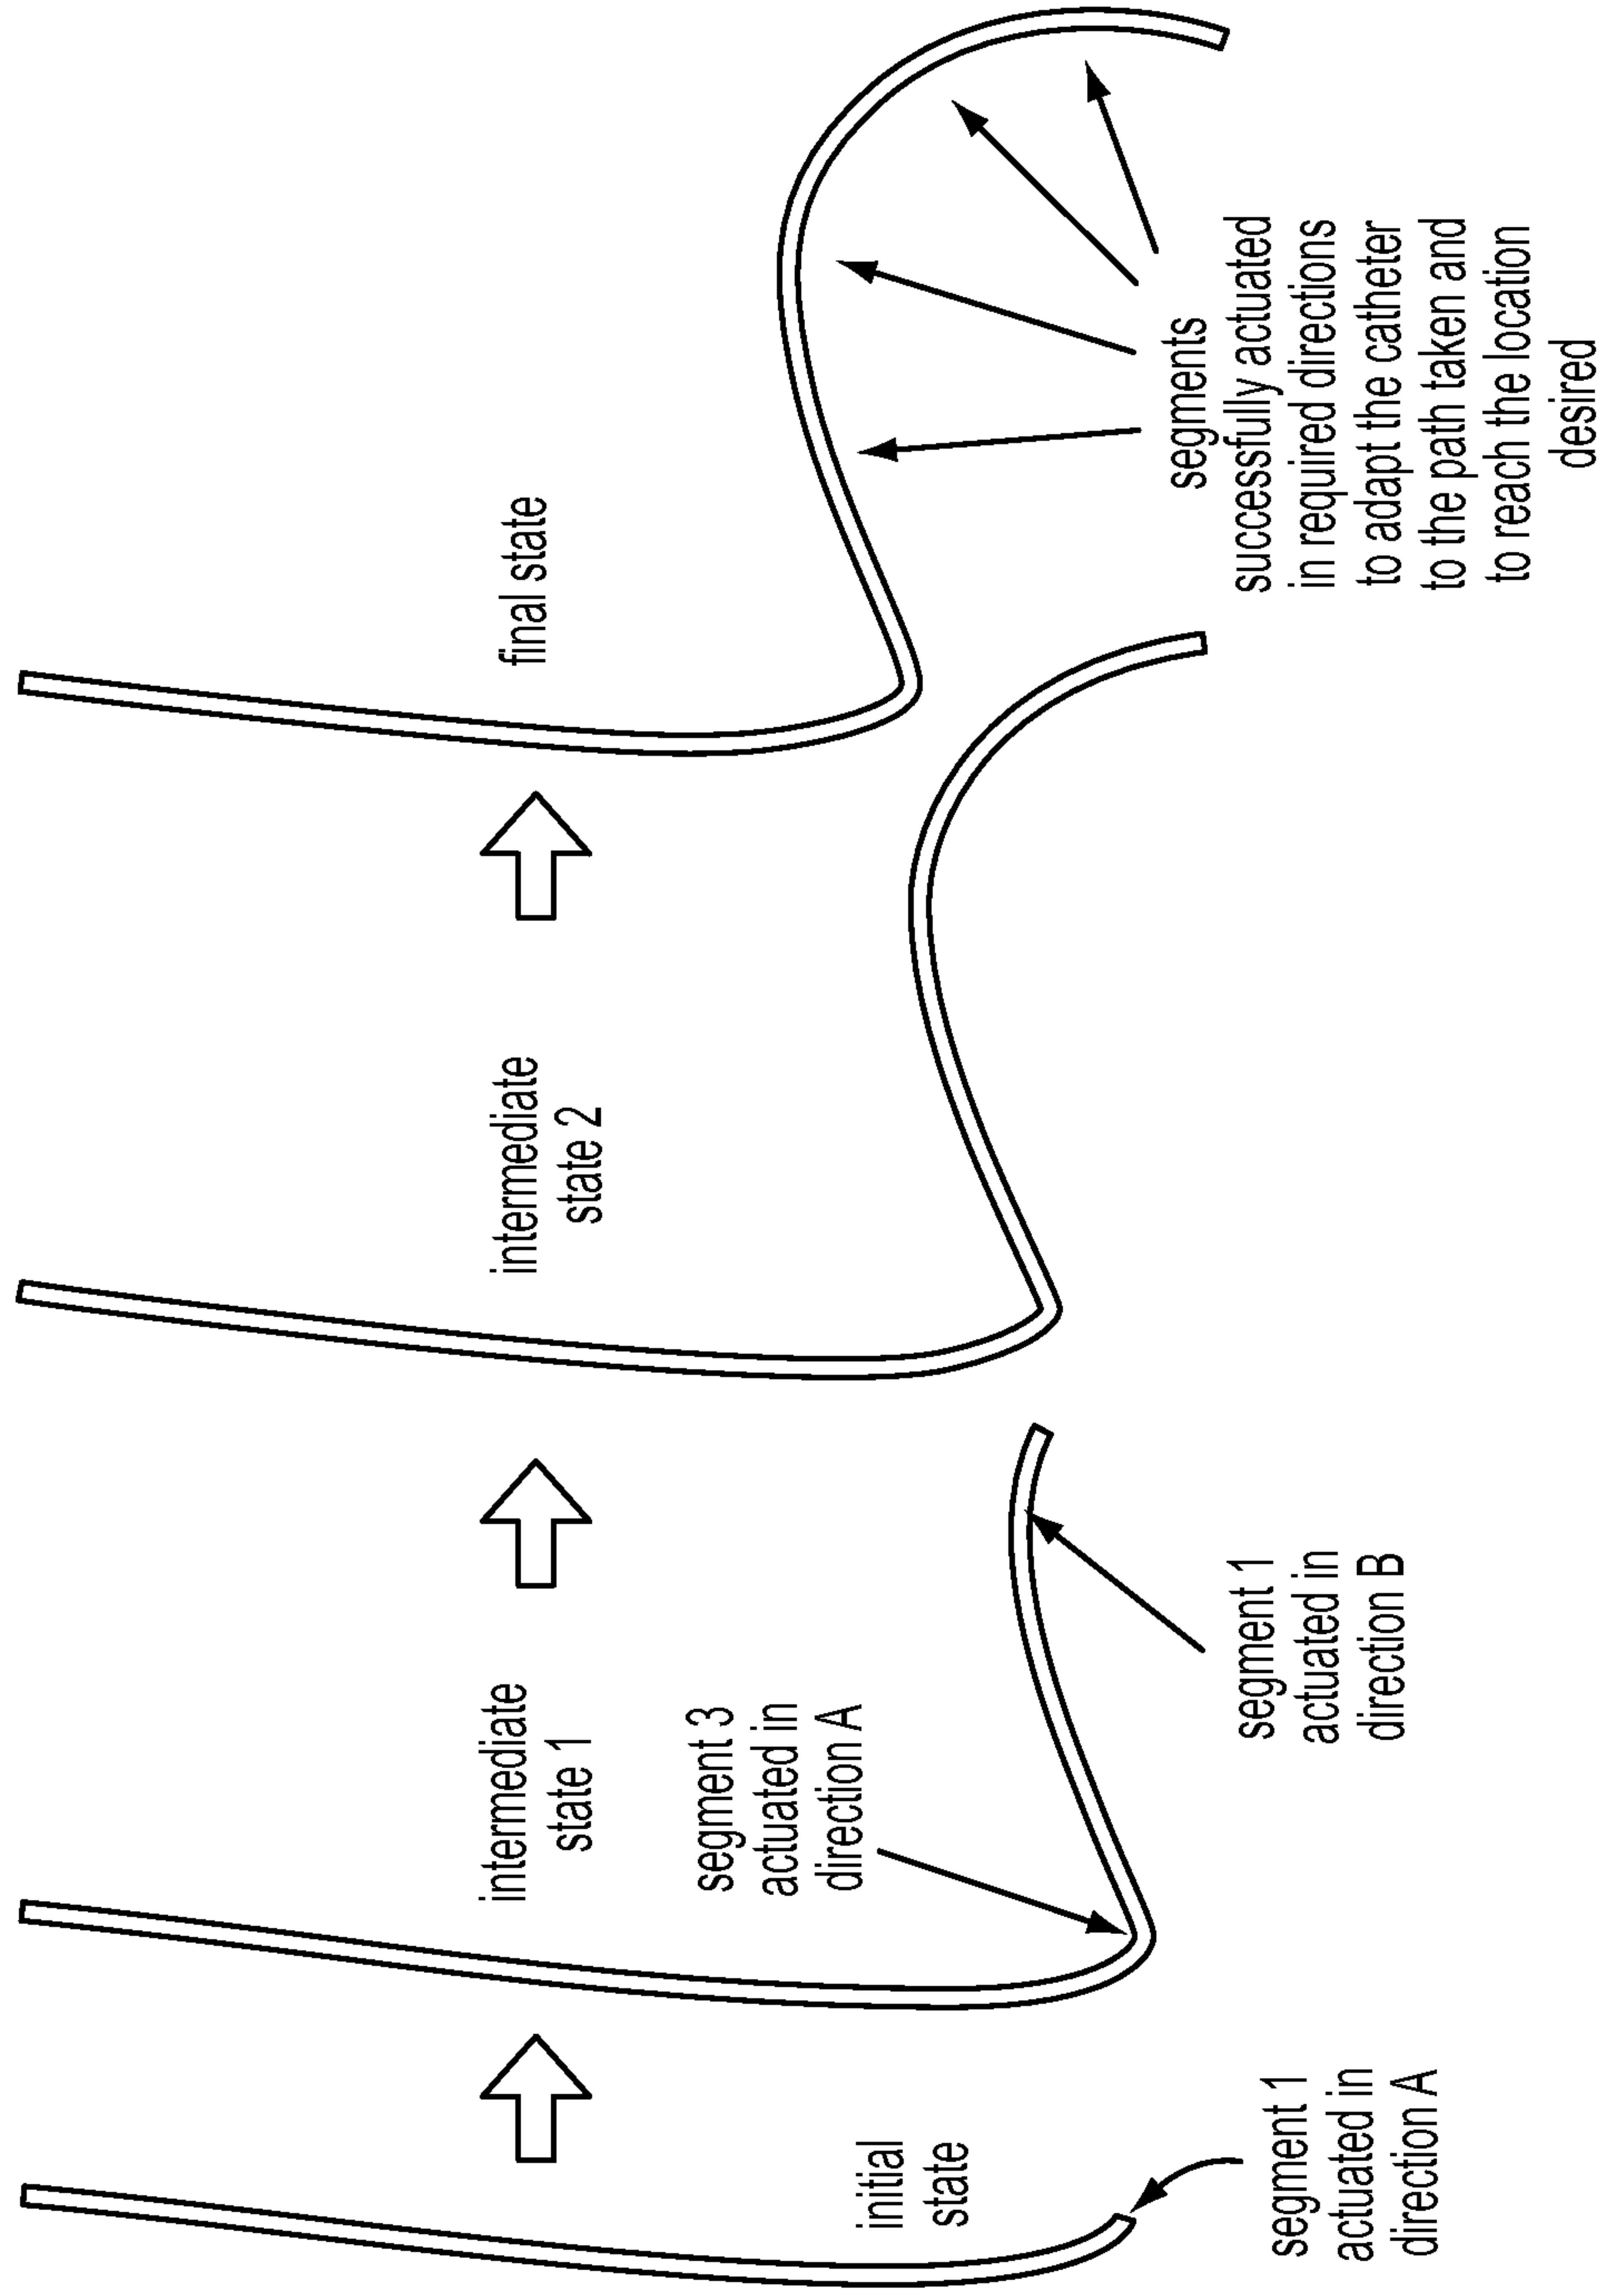 initial
state
segment 1
actuated in
direction A
intermediate
state 1
segment 3
actuated in
direction A
segment 1
actuated in
direction B
intermediate
state 2
final state
segments
successfully actuated
in required directions
to adapt the catheter
to the path taken and
to reach the location
desired